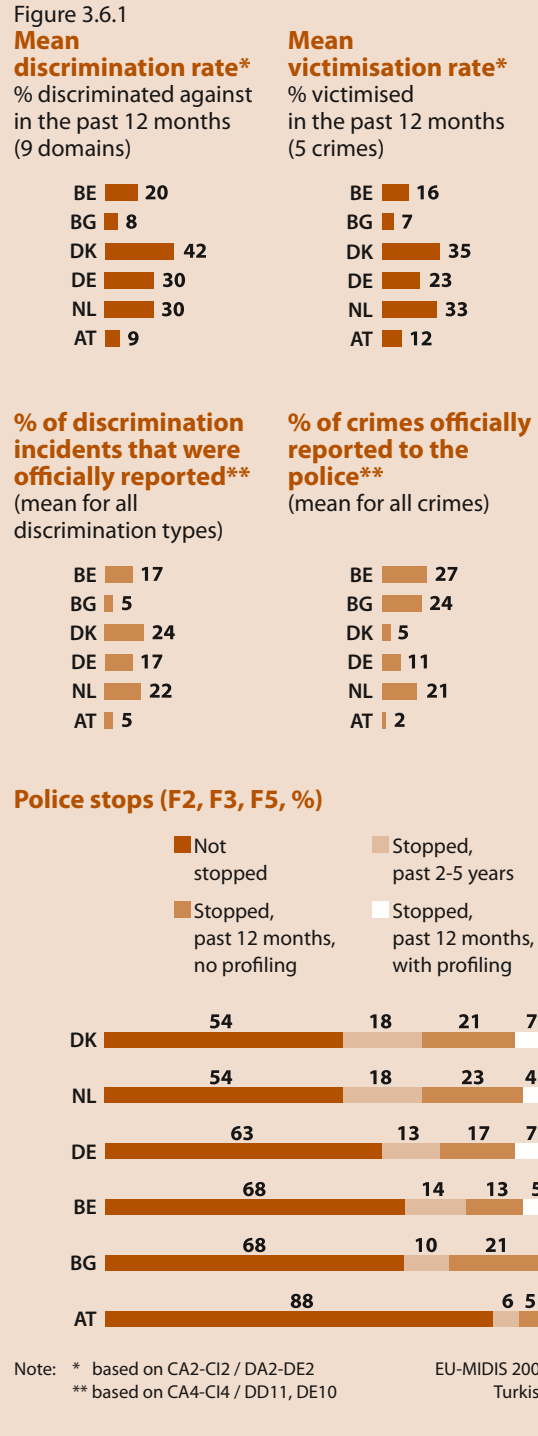 Figure 3.6.1
Mean
discrimination rate*
% discriminated against
in the past 12 months
(9 domains)
BE 20
BG 8
DK 42
DE 30
NL 30
AT 9
Mean
victimisation rate*
% victimised
in the past 12 months
(5 crimes)
BE 16
BG 7
DK 35
DE 23
NL 33
AT 12
% of discrimination
incidents that were
officially reported**
(mean for all
discrimination types)
BE 17
BG 5
DK 24
DE 17
NL 22
AT 5
% of crimes officially
reported to the
police**
(mean for all crimes)
BE 27
BG 24
DK 5
DE 11
NL 21
AT 2
Police stops (F2, F3, F5, %)
Not
stopped
Stopped,
past 2-5 years
Stopped,
past 12 months,
no profiling
Stopped,
past 12 months,
with profiling
DK 54 18 21 7
NL 54 18 23 4
DE 63 13 17 7
BE 68 14 13 5
BG 68 10 21
AT 88 6 5
Note: * based on CA2-CI2 / DA2-DE2
** based on CA4-CI4 / DD11, DE10
EU-MIDIS 200
Turkis